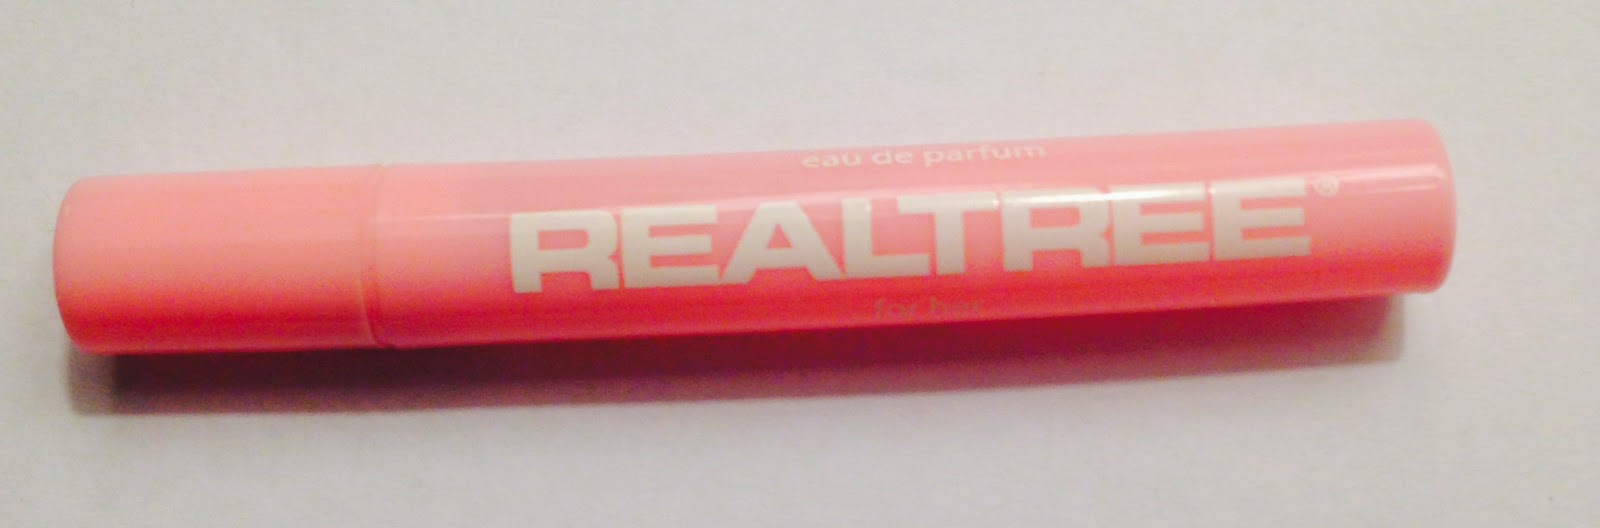 eau de parfum
REALTREE®
for her